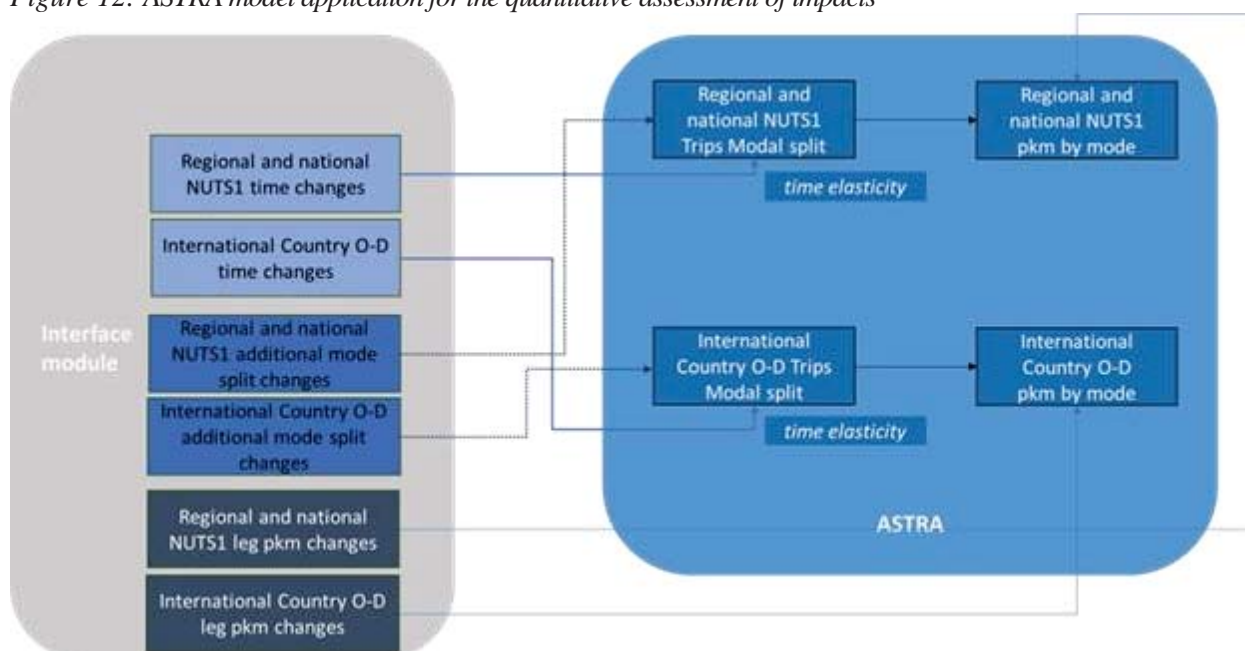 Figure 12: ASTRA model application for the quantitative assessment of impacts
Regional and national
NUTS1 time changes
International Country O-D
time changes
Interface
module
Regional and national
NUTS1 additional mode
split changes
International Country O-D
additional mode split
changes
Regional and national
NUTS1 leg pkm changes
International Country O-D
leg pkm changes
Regional and
national NUTS1
Trips Modal split
Regional and
national NUTS1
pkm by mode
time elasticity
International
Country O-D Trips
Modal split
International
Country O-D
pkm by mode
time elasticity
ASTRA